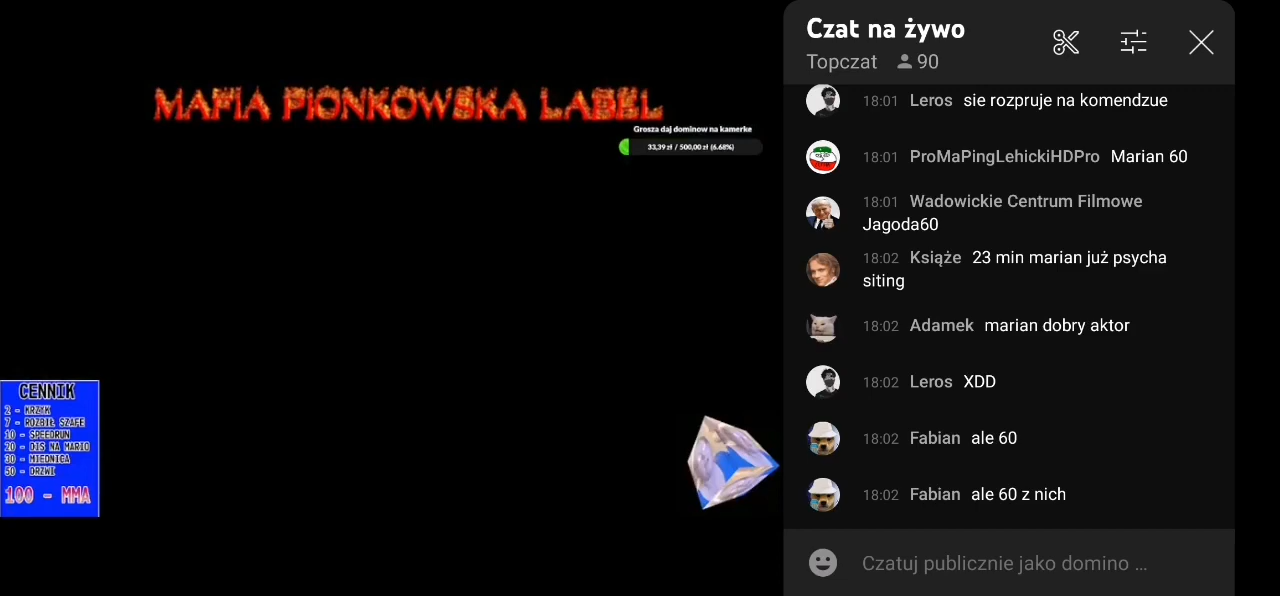 MAFIA PIONKOWSKA LABEL
Grosza daj dominow na kamerke
33,39 zł / 500,00 zł (6.68%)
CENNIK
2 - KRZYK
7 - ROZBIŁ SZAFE
10 - SPEEDRUN
20 - DIS NA MARIO
30 - MIEDNICA
50 - DRZWI
100 - MMA
Czat na żywo
Topczat 90
18:01 Leros sie rozpruje na komendzue
18:01 ProMaPingLehickiHDPro Marian 60
18:01 Wadowickie Centrum Filmowe
Jagoda60
18:02 Książe 23 min marian już psycha
siting
18:02 Adamek marian dobry aktor
18:02 Leros XDD
18:02 Fabian ale 60
18:02 Fabian ale 60 z nich
Czatuj publicznie jako domino ...